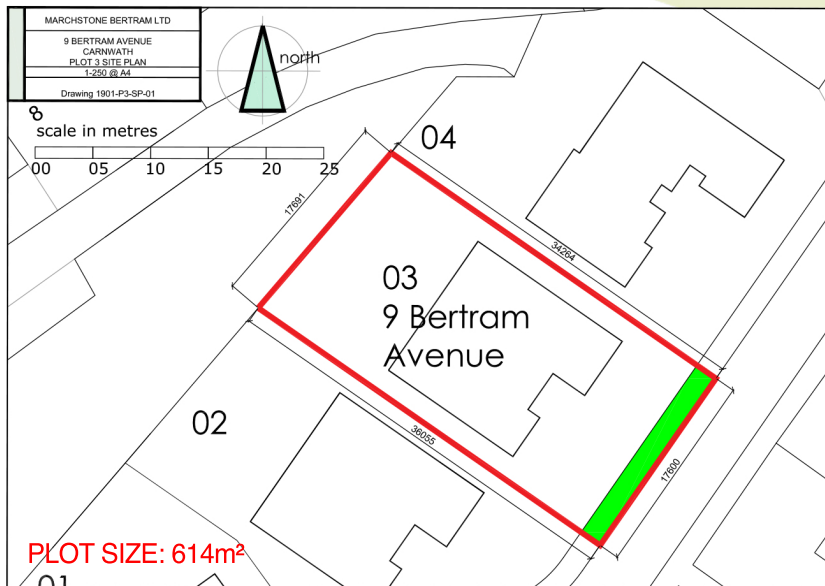 MARCHSTONE BERTRAM LTD
9 BERTRAM AVENUE
CARNWATH
PLOT 3 SITE PLAN
1-250 @ A4
Drawing 1901-P3-SP-01
north
8
scale in metres
00 05 10 15 20 25
04
17691
34264
03
9 Bertram
Avenue
02
36055
17600
PLOT SIZE: 614m²
01